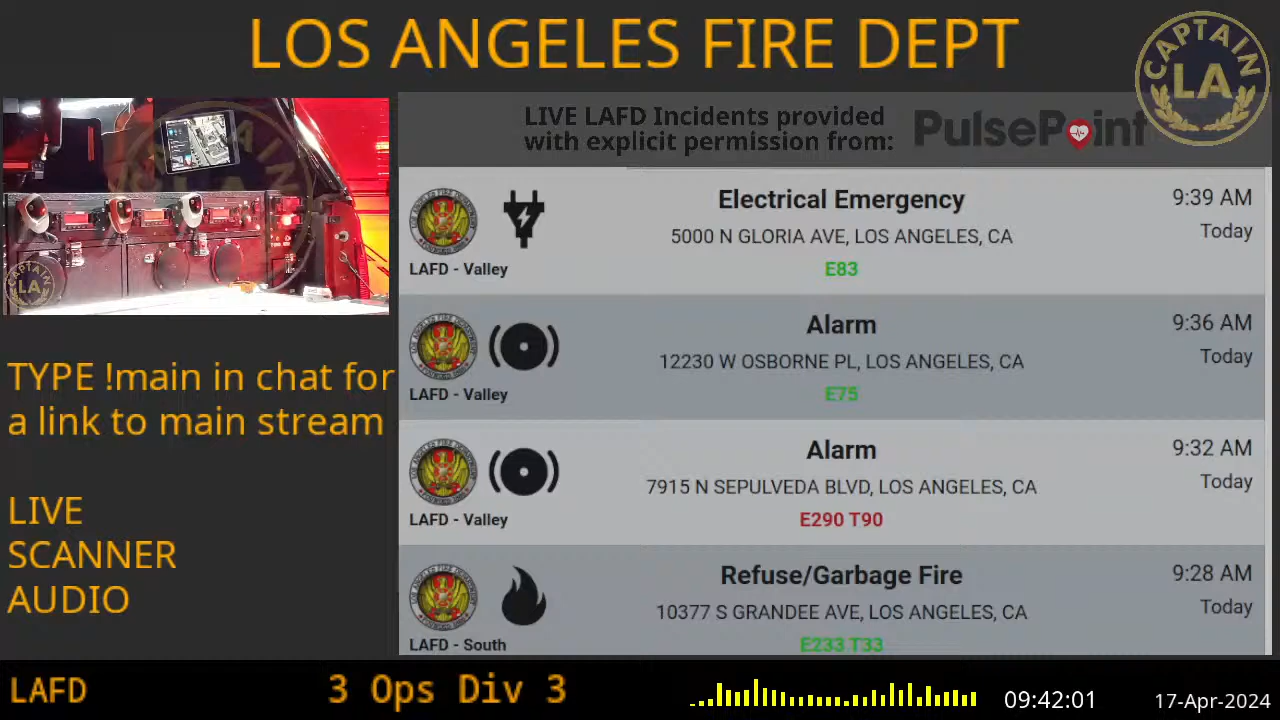 LOS ANGELES FIRE DEPT
CAPTAIN
LA
LIVE LAFD Incidents provided
with explicit permission from:
PulsePoint
Electrical Emergency
9:39 AM
5000 N GLORIA AVE, LOS ANGELES, CA
Today
LAFD - Valley
E83
Alarm
9:36 AM
12230 W OSBORNE PL, LOS ANGELES, CA
Today
LAFD - Valley
E75
Alarm
9:32 AM
7915 N SEPULVEDA BLVD, LOS ANGELES, CA
Today
LAFD - Valley
E290 T90
Refuse/Garbage Fire
9:28 AM
10377 S GRANDEE AVE, LOS ANGELES, CA
Today
LAFD - South
E233 T33
CAPTAIN
LA
TYPE !main in chat for
a link to main stream
LIVE
SCANNER
AUDIO
LAFD
3 Ops Div 3
09:42:01
17-Apr-2024